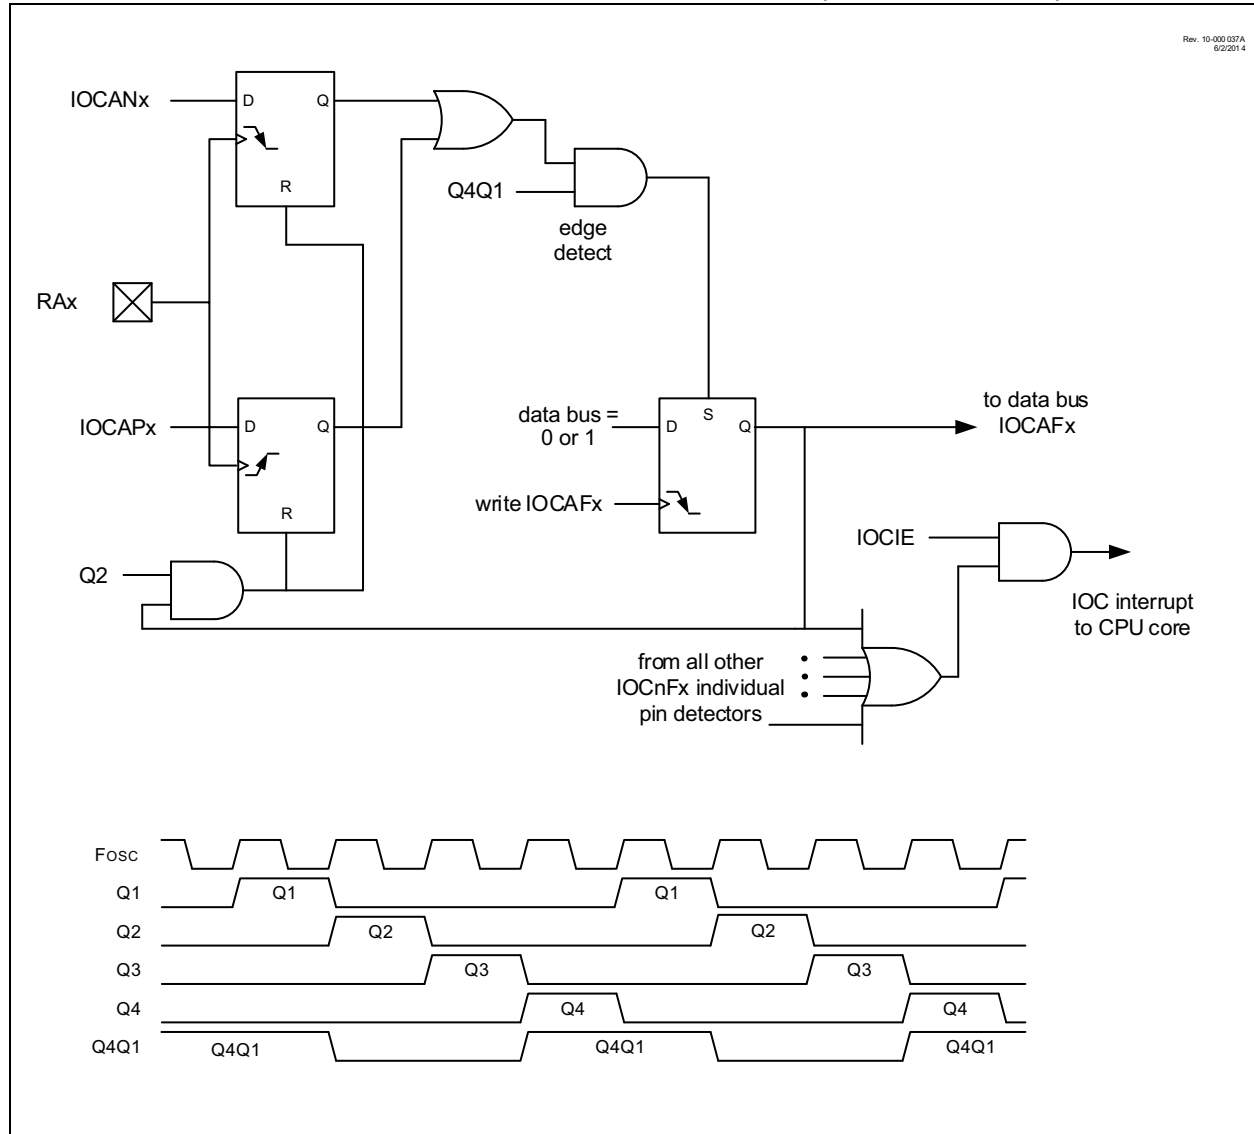 Rev. 10-000 037A
6/2/201 4
IOCANx
D
Q
R
Q4Q1
edge
detect
RAx
IOCAPx
D
Q
R
data bus =
0 or 1
S
D
Q
to data bus
IOCAFx
write IOCAFx
IOCIE
Q2
IOC interrupt
to CPU core
from all other
IOCnFx individual
pin detectors
FOSC
Q1
Q1
Q1
Q2
Q2
Q2
Q3
Q3
Q3
Q4
Q4
Q4
Q4Q1
Q4Q1
Q4Q1
Q4Q1